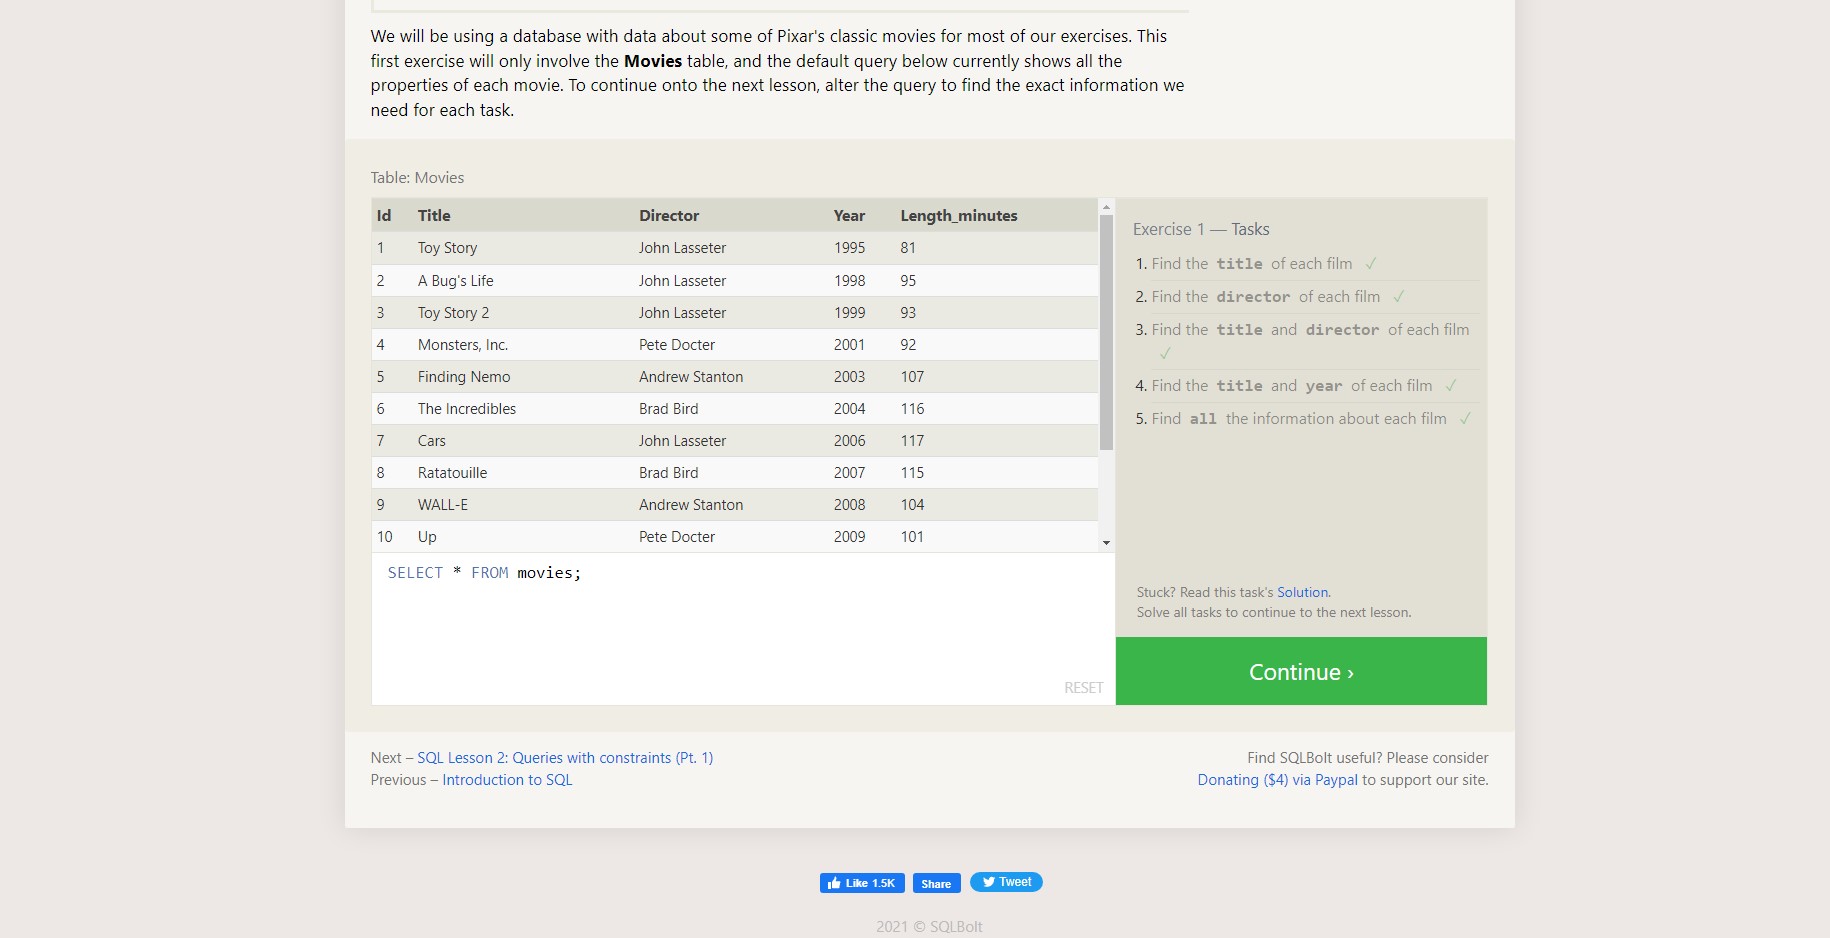 We will be using a database with data about some of Pixar's classic movies for most of our exercises. This
first exercise will only involve the Movies table, and the default query below currently shows all the
properties of each movie. To continue onto the next lesson, alter the query to find the exact information we
need for each task.
Table: Movies
Id Title Director Year Length_minutes
1 Toy Story John Lasseter 1995 81
2 A Bug's Life John Lasseter 1998 95
3 Toy Story 2 John Lasseter 1999 93
4 Monsters, Inc. Pete Docter 2001 92
5 Finding Nemo Andrew Stanton 2003 107
6 The Incredibles Brad Bird 2004 116
7 Cars John Lasseter 2006 117
8 Ratatouille Brad Bird 2007 115
9 WALL-E Andrew Stanton 2008 104
10 Up Pete Docter 2009 101
SELECT * FROM movies;
RESET
Exercise 1 — Tasks
1. Find the title of each film ✓
2. Find the director of each film ✓
3. Find the title and director of each film
✓
4. Find the title and year of each film ✓
5. Find all the information about each film ✓
Stuck? Read this task's Solution.
Solve all tasks to continue to the next lesson.
Continue ›
Next – SQL Lesson 2: Queries with constraints (Pt. 1)
Previous – Introduction to SQL
Find SQLBolt useful? Please consider
Donating ($4) via Paypal to support our site.
Like 1.5K Share Tweet
2021 © SQLBolt